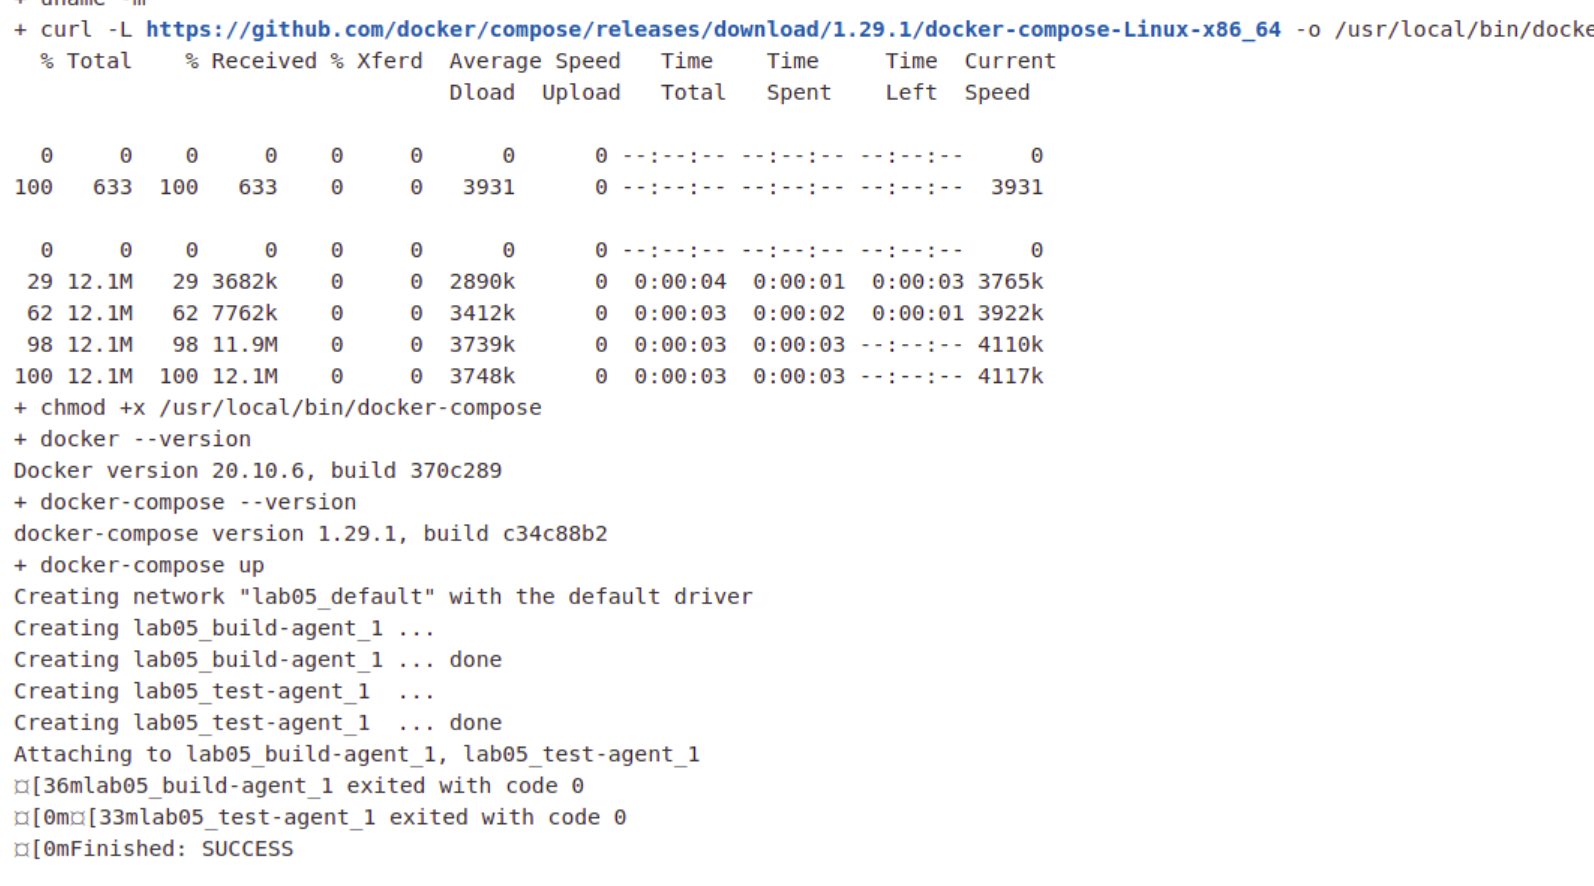 + uname -m
+ curl -L https://github.com/docker/compose/releases/download/1.29.1/docker-compose-Linux-x86_64 -o /usr/local/bin/docke
% Total % Received % Xferd Average Speed Time Time Time Current
Dload Upload Total Spent Left Speed
0 0 0 0 0 0 0 0 --:--:-- --:--:-- --:--:-- 0
100 633 100 633 0 0 3931 0 --:--:-- --:--:-- --:--:-- 3931
0 0 0 0 0 0 0 0 --:--:-- --:--:-- --:--:-- 0
29 12.1M 29 3682k 0 0 2890k 0 0:00:04 0:00:01 0:00:03 3765k
62 12.1M 62 7762k 0 0 3412k 0 0:00:03 0:00:02 0:00:01 3922k
98 12.1M 98 11.9M 0 0 3739k 0 0:00:03 0:00:03 --:--:-- 4110k
100 12.1M 100 12.1M 0 0 3748k 0 0:00:03 0:00:03 --:--:-- 4117k
+ chmod +x /usr/local/bin/docker-compose
+ docker --version
Docker version 20.10.6, build 370c289
+ docker-compose --version
docker-compose version 1.29.1, build c34c88b2
+ docker-compose up
Creating network "lab05_default" with the default driver
Creating lab05_build-agent_1 ...
Creating lab05_build-agent_1 ... done
Creating lab05_test-agent_1 ...
Creating lab05_test-agent_1 ... done
Attaching to lab05_build-agent_1, lab05_test-agent_1
¤[36mlab05_build-agent_1 exited with code 0
¤[0m¤[33mlab05_test-agent_1 exited with code 0
¤[0mFinished: SUCCESS